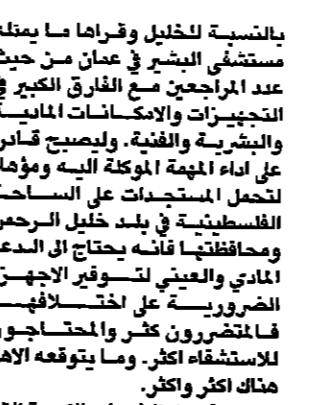 بالنسبة للخليل وقراها ما يمثله
مستشفى البشير في عمان من حيث
عدد المراجعين مع الفارق الكبير في
التجهيزات والامكانات المادية
والبشرية والفنية. وليصبح قادر
على اداء المهمة الموكلة اليه ومؤها
لتحمل المستجدات على الساحة
الفلسطينية في بلد خليل الرحمن
ومحافظتها فانه يحتاج الى الدعم
المادي والعيني لتوفير الاجهزة
الضرورية على اختلافها
فالمتضررون كثر والمحتاجون
للاستشفاء اكثر. وما يتوقعه الاهـ
هناك اكثر واكثر.